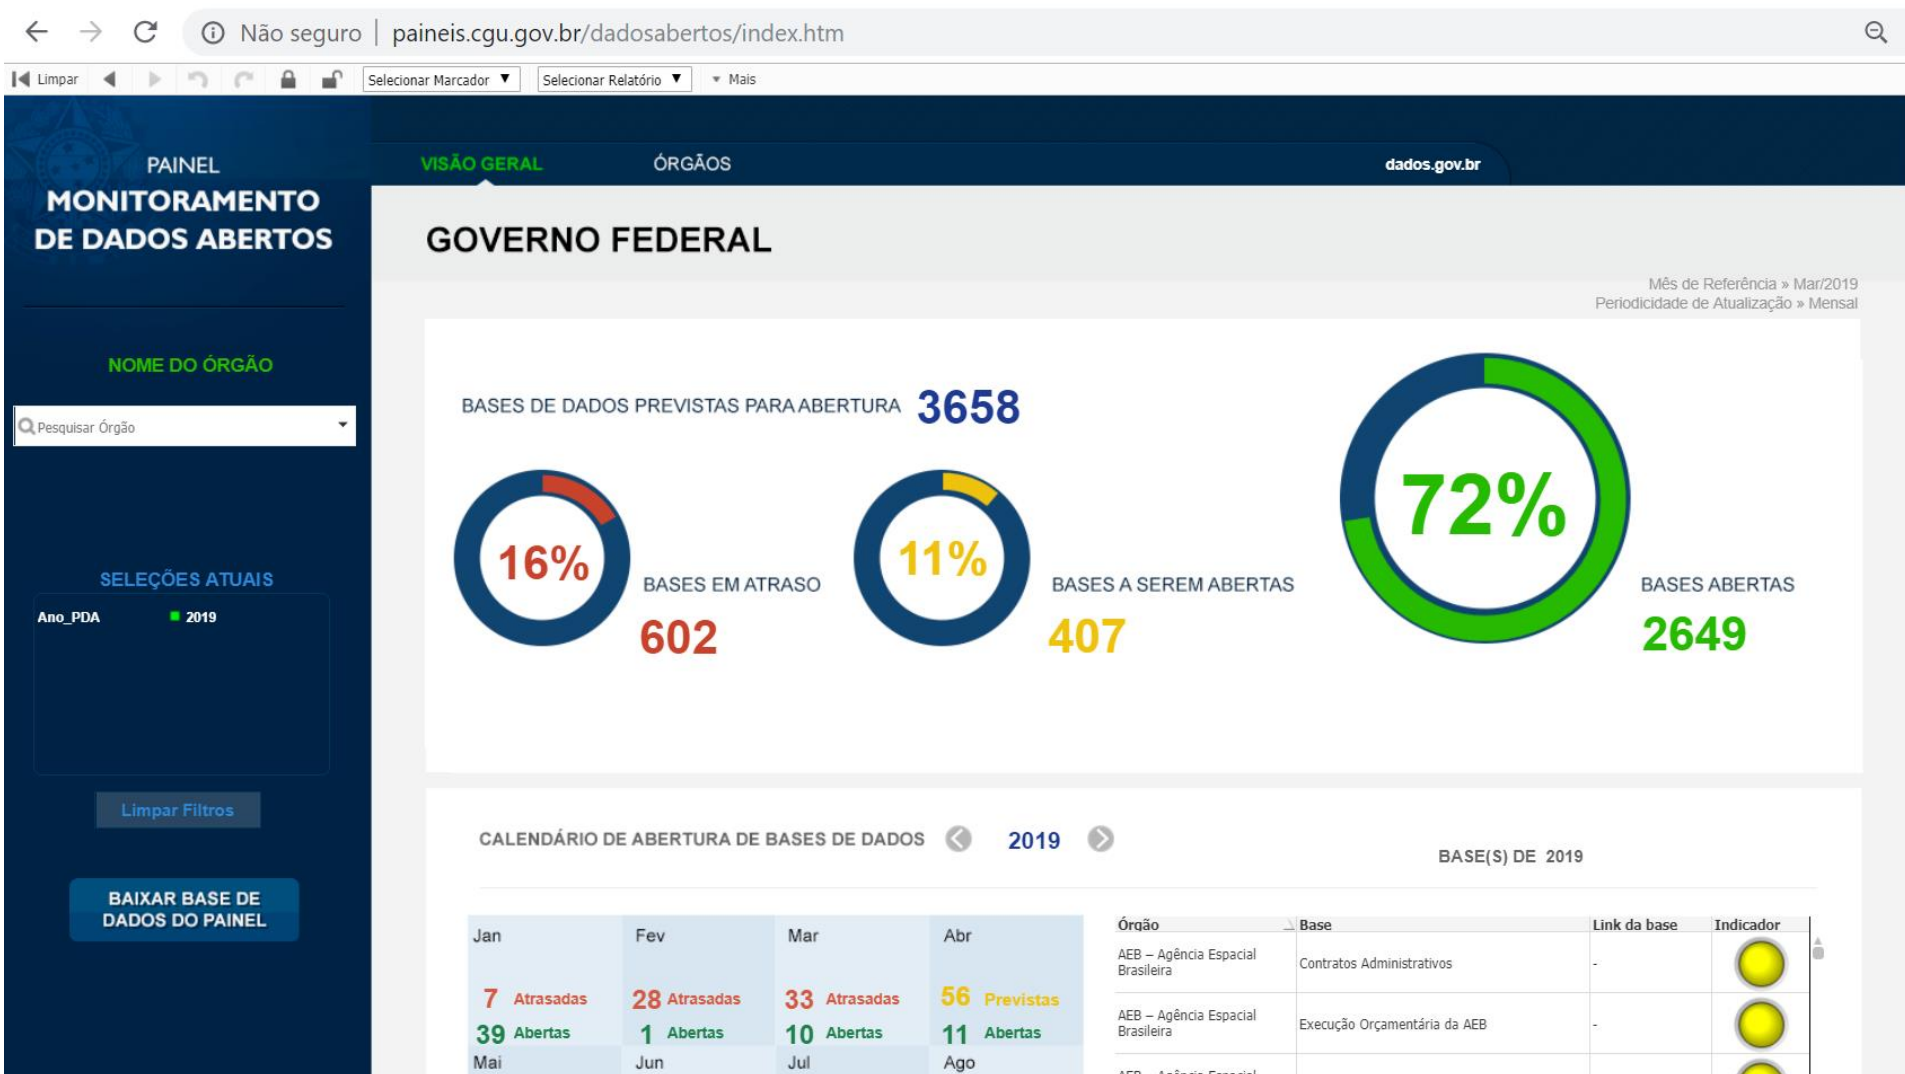 Não seguro | paineis.cgu.gov.br/dadosabertos/index.htm
Limpar Selecionar Marcador ▼ Selecionar Relatório ▼ ▾ Mais
PAINEL
MONITORAMENTO
DE DADOS ABERTOS
NOME DO ÓRGÃO
Pesquisar Órgão
SELEÇÕES ATUAIS
Ano_PDA 2019
Limpar Filtros
BAIXAR BASE DE
DADOS DO PAINEL
VISÃO GERAL ÓRGÃOS dados.gov.br
GOVERNO FEDERAL
Mês de Referência » Mar/2019
Periodicidade de Atualização » Mensal
BASES DE DADOS PREVISTAS PARA ABERTURA 3658
16%
BASES EM ATRASO
602
11%
BASES A SEREM ABERTAS
407
72%
BASES ABERTAS
2649
CALENDÁRIO DE ABERTURA DE BASES DE DADOS 2019
Jan Fev Mar Abr
7 Atrasadas 28 Atrasadas 33 Atrasadas 56 Previstas
39 Abertas 1 Abertas 10 Abertas 11 Abertas
Mai Jun Jul Ago
BASE(S) DE 2019
Órgão Base Link da base Indicador
AEB – Agência Espacial
Brasileira
Contratos Administrativos -
AEB – Agência Espacial
Brasileira
Execução Orçamentária da AEB -